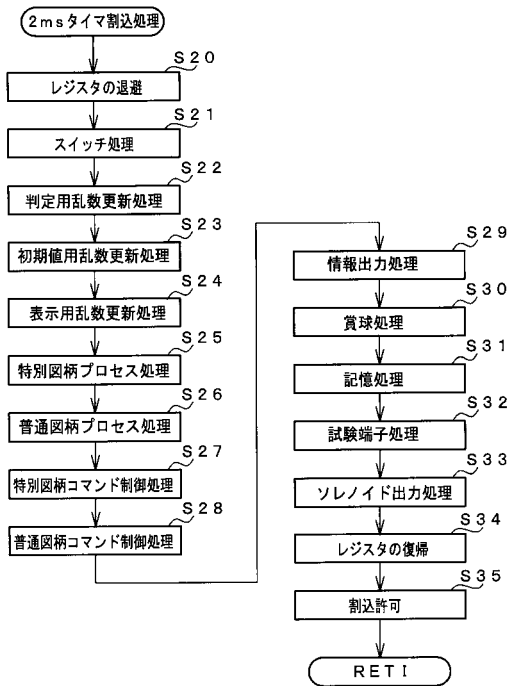 2msタイマ割込処理
S20
レジスタの退避
S21
スイッチ処理
S22
判定用乱数更新処理
S23
初期値用乱数更新処理
S24
表示用乱数更新処理
S25
特別図柄プロセス処理
S26
普通図柄プロセス処理
S27
特別図柄コマンド制御処理
S28
普通図柄コマンド制御処理
S29
情報出力処理
S30
賞球処理
S31
記憶処理
S32
試験端子処理
S33
ソレノイド出力処理
S34
レジスタの復帰
S35
割込許可
RETI